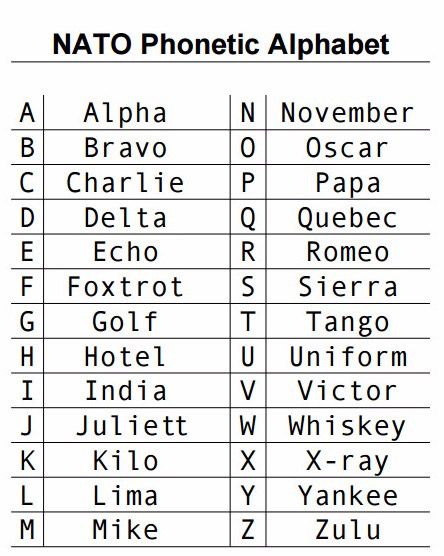 NATO Phonetic Alphabet
A Alpha N November
B Bravo O Oscar
C Charlie P Papa
D Delta Q Quebec
E Echo R Romeo
F Foxtrot S Sierra
G Golf T Tango
H Hotel U Uniform
I India V Victor
J Juliett W Whiskey
K Kilo X X-ray
L Lima Y Yankee
M Mike Z Zulu